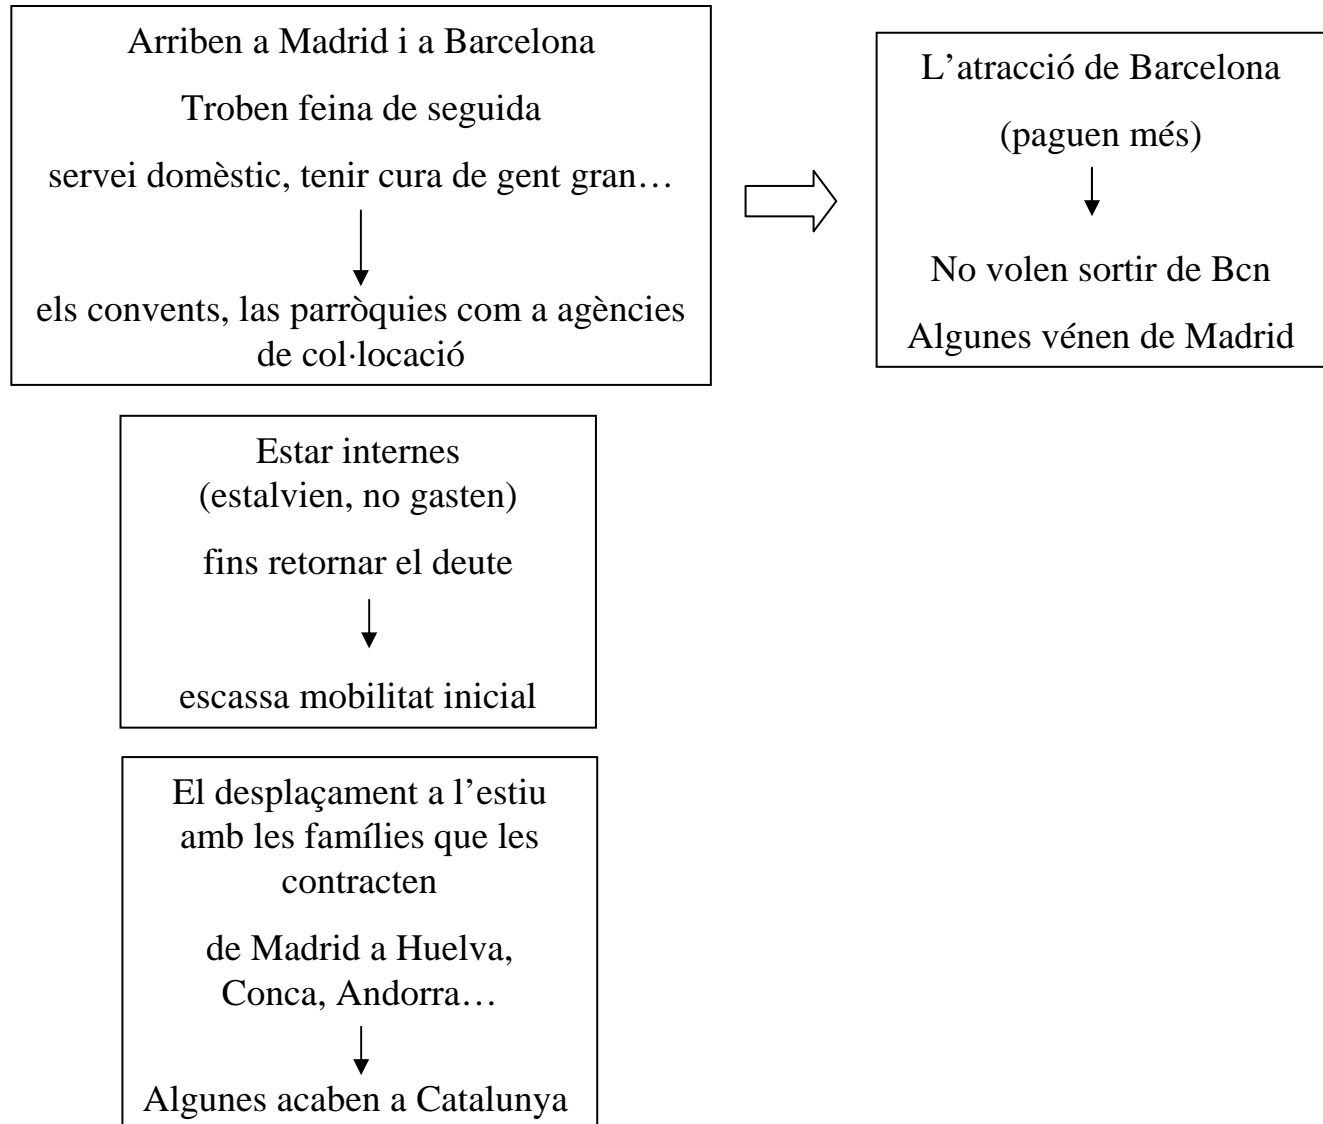 Arriben a Madrid i a Barcelona
Troben feina de seguida
servei domèstic, tenir cura de gent gran…
els convents, las parròquies com a agències
de col·locació
L’atracció de Barcelona
(paguen més)
No volen sortir de Bcn
Algunes vénen de Madrid
Estar internes
(estalvien, no gasten)
fins retornar el deute
escassa mobilitat inicial
El desplaçament a l’estiu
amb les famílies que les
contracten
de Madrid a Huelva,
Conca, Andorra…
Algunes acaben a Catalunya